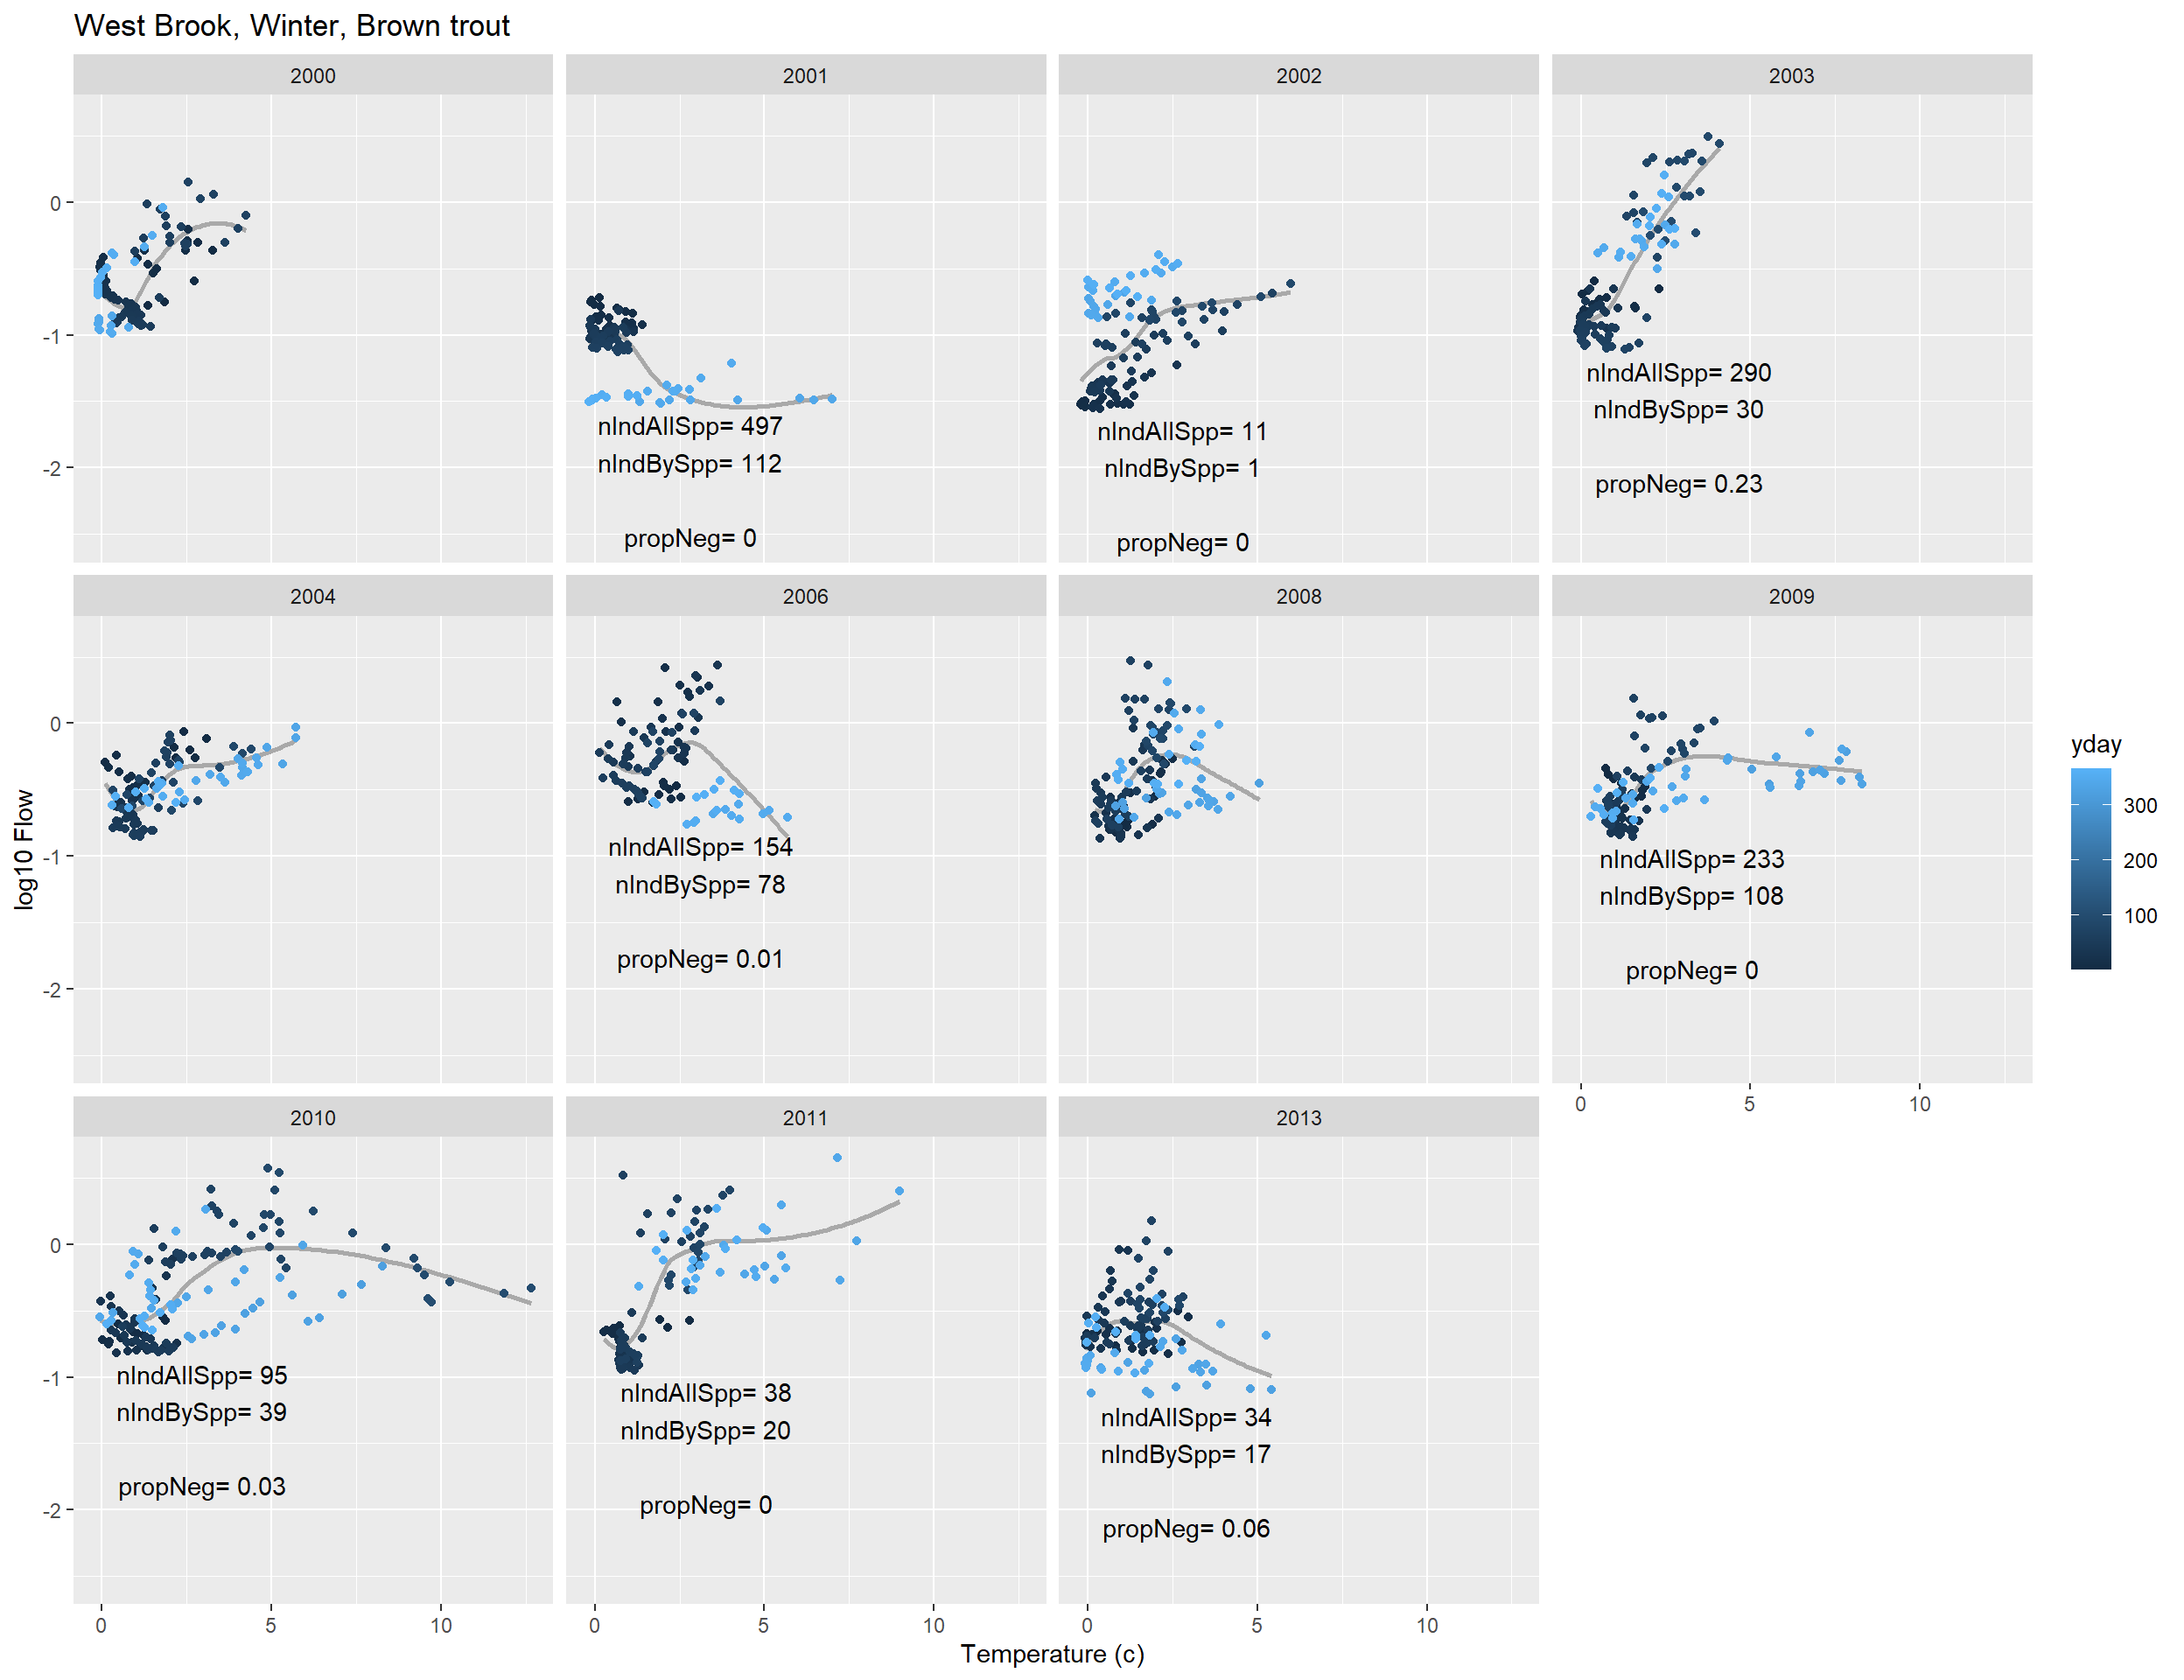 West Brook, Winter, Brown trout
2000
2001
2002
2003
0
-1
-2
nIndAllSpp= 497
nIndBySpp= 112
propNeg= 0
nIndAllSpp= 11
nIndBySpp= 1
propNeg= 0
nIndAllSpp= 290
nIndBySpp= 30
propNeg= 0.23
2004
2006
2008
2009
0
-1
-2
nIndAllSpp= 154
nIndBySpp= 78
propNeg= 0.01
nIndAllSpp= 233
nIndBySpp= 108
propNeg= 0
0 5 10
log10 Flow
yday
300
200
100
2010
2011
2013
0
-1
-2
nIndAllSpp= 95
nIndBySpp= 39
propNeg= 0.03
nIndAllSpp= 38
nIndBySpp= 20
propNeg= 0
nIndAllSpp= 34
nIndBySpp= 17
propNeg= 0.06
0 5 10
0 5 10
0 5 10
Temperature (c)